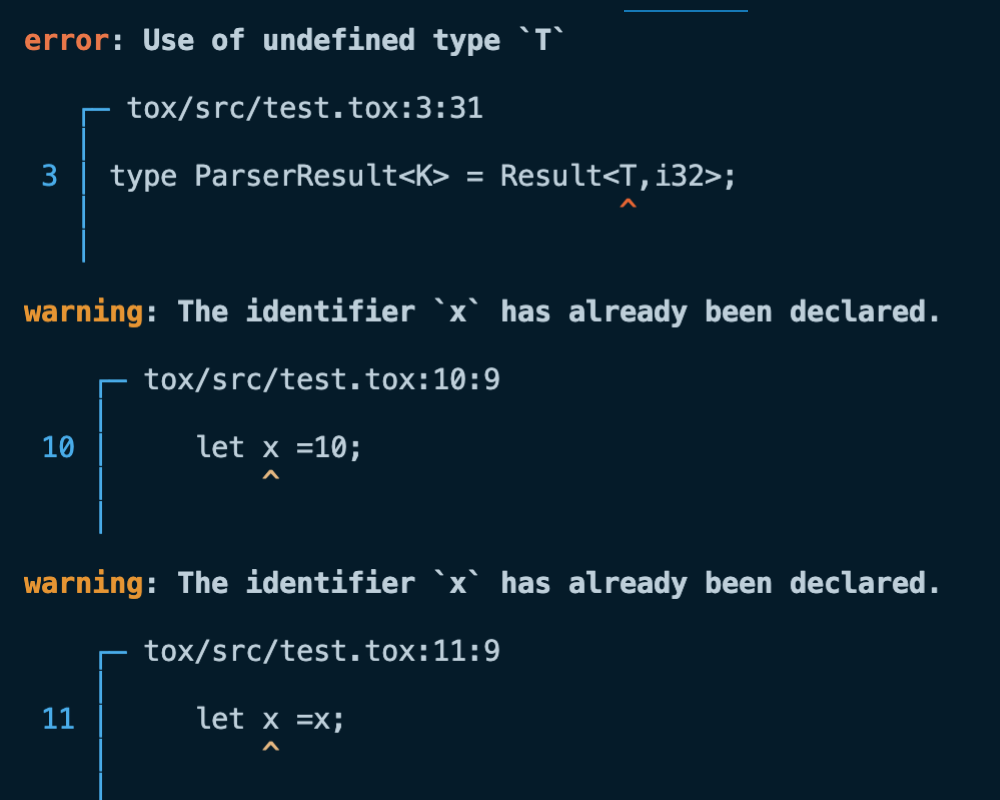 error: Use of undefined type `T`
tox/src/test.tox:3:31
3 type ParserResult<K> = Result<T,i32>;
^
warning: The identifier `x` has already been declared.
tox/src/test.tox:10:9
10 let x =10;
^
warning: The identifier `x` has already been declared.
tox/src/test.tox:11:9
11 let x =x;
^